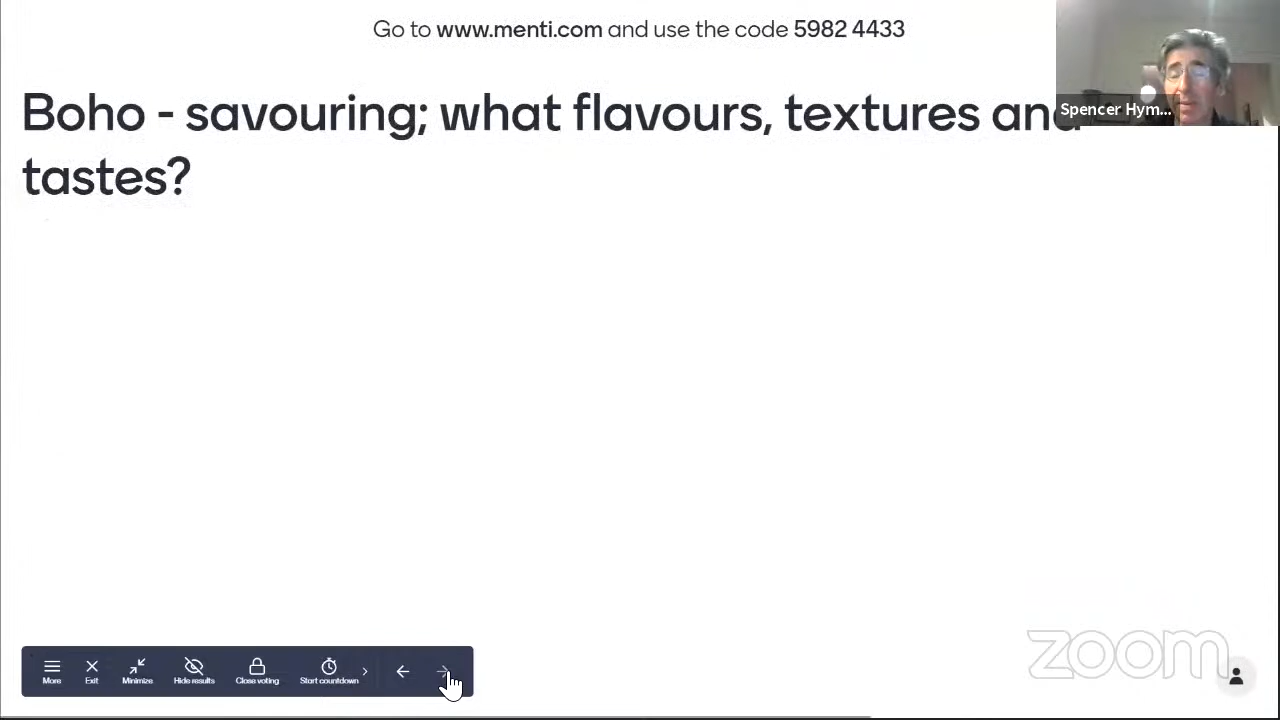 Go to www.menti.com and use the code 5982 4433
Boho - savouring; what flavours, textures and
tastes?
Spencer Hym...
More
Exit
Minimize
Hide results
Close voting
Start countdown
zoom